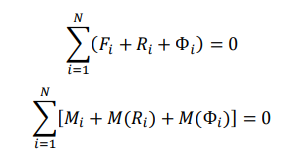 ∑_{i=1}^{N} (F_i + R_i + Φ_i) = 0
∑_{i=1}^{N} [M_i + M(R_i) + M(Φ_i)] = 0